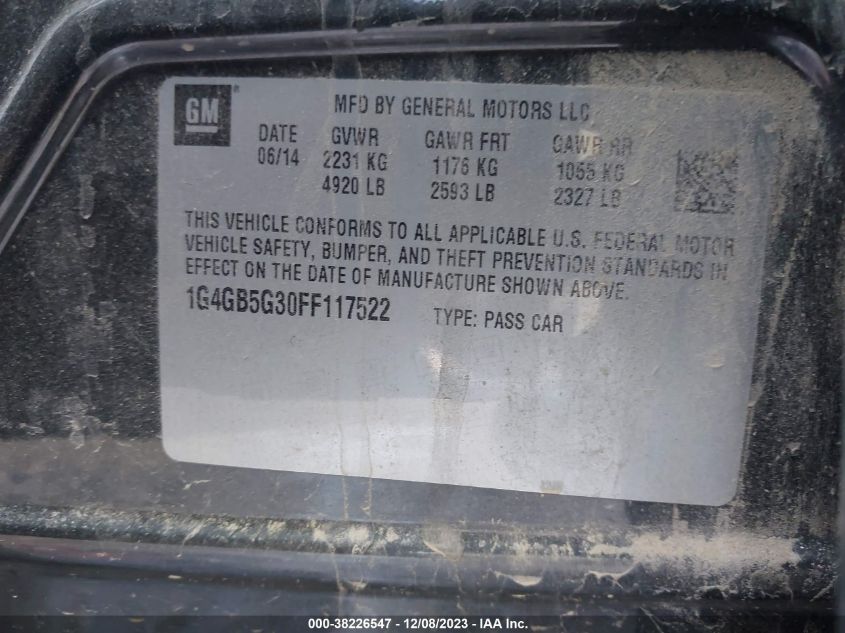 GM®
MFD BY GENERAL MOTORS LLC
DATE GVWR GAWR FRT GAWR RR
06/14 2231 KG 1176 KG 1055 KG
4920 LB 2593 LB 2327 LB
THIS VEHICLE CONFORMS TO ALL APPLICABLE U.S. FEDERAL MOTOR
VEHICLE SAFETY, BUMPER, AND THEFT PREVENTION STANDARDS IN
EFFECT ON THE DATE OF MANUFACTURE SHOWN ABOVE.
1G4GB5G30FF117522 TYPE: PASS CAR
000-38226547 - 12/08/2023 - IAA Inc.